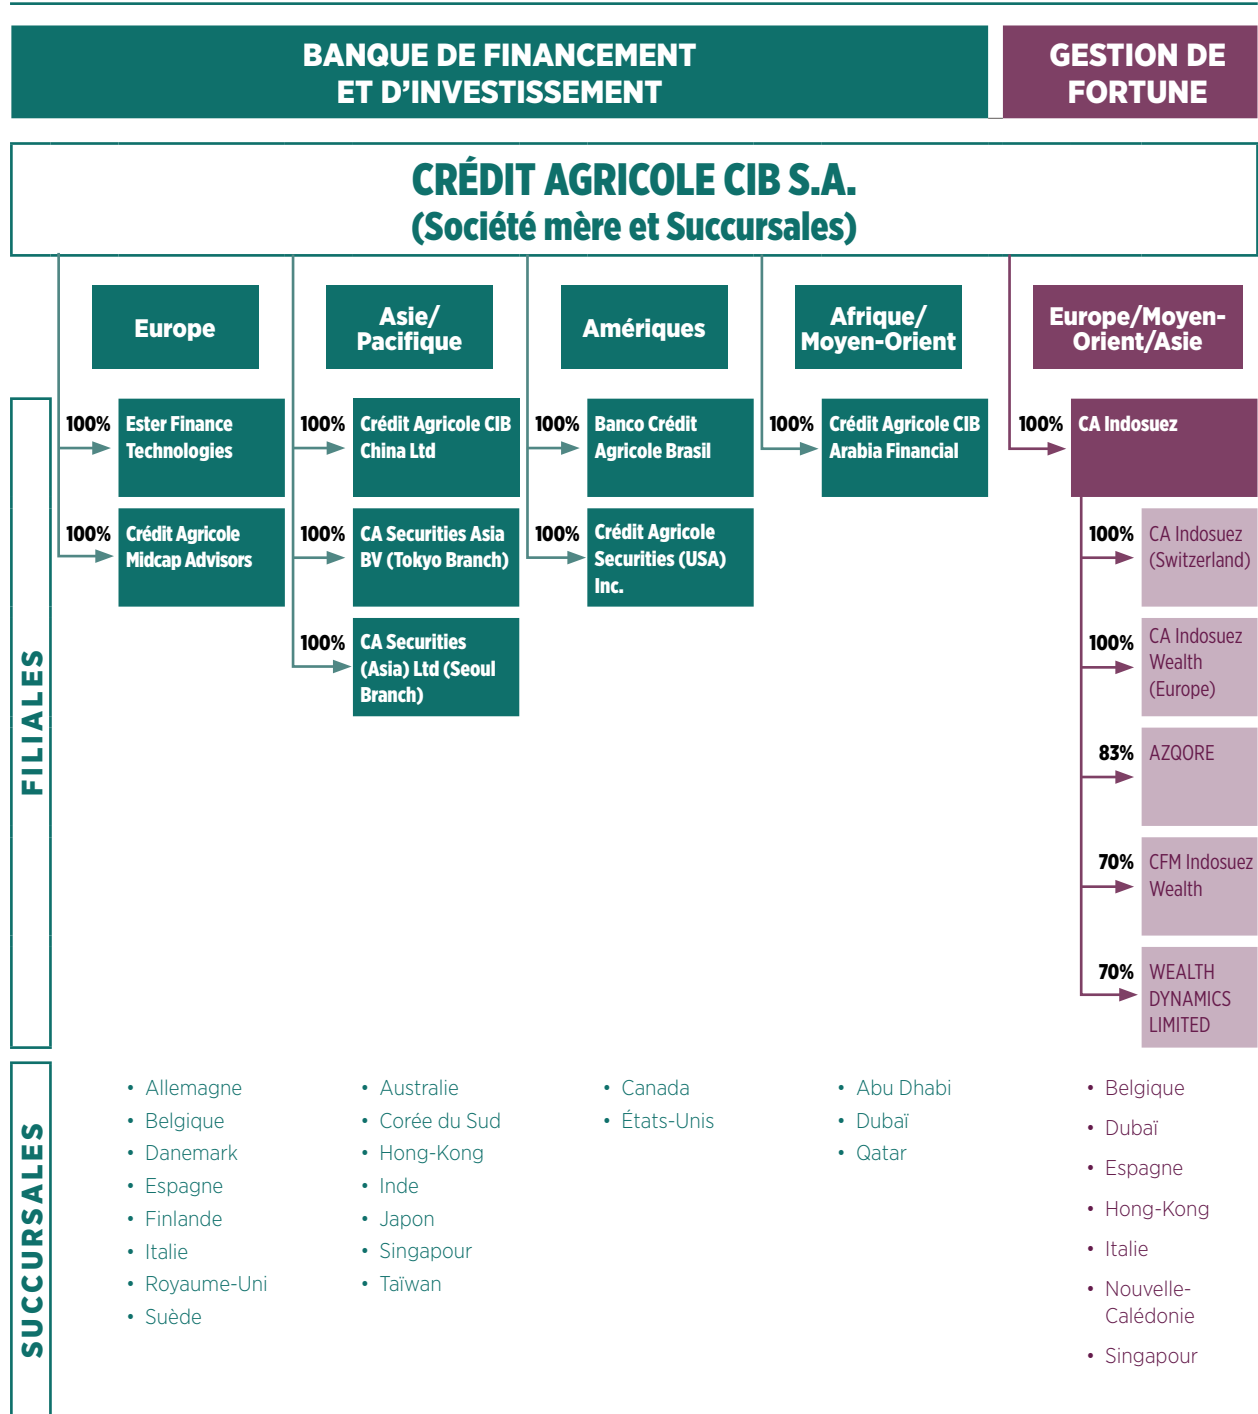 BANQUE DE FINANCEMENT
ET D'INVESTISSEMENT
GESTION DE
FORTUNE
CRÉDIT AGRICOLE CIB S.A.
(Société mère et Succursales)
Europe
Asie/
Pacifique
Amériques
Afrique/
Moyen-Orient
Europe/Moyen-
Orient/Asie
FILIALES
100%
Ester Finance
Technologies
100%
Crédit Agricole
Midcap Advisors
100%
Crédit Agricole CIB
China Ltd
100%
CA Securities Asia
BV (Tokyo Branch)
100%
CA Securities
(Asia) Ltd (Seoul
Branch)
100%
Banco Crédit
Agricole Brasil
100%
Crédit Agricole
Securities (USA)
Inc.
100%
Crédit Agricole CIB
Arabia Financial
100%
CA Indosuez
100%
CA Indosuez
(Switzerland)
100%
CA Indosuez
Wealth
(Europe)
83%
AZQORE
70%
CFM Indosuez
Wealth
70%
WEALTH
DYNAMICS
LIMITED
SUCCURSALES
• Allemagne
• Belgique
• Danemark
• Espagne
• Finlande
• Italie
• Royaume-Uni
• Suède
• Australie
• Corée du Sud
• Hong-Kong
• Inde
• Japon
• Singapour
• Taïwan
• Canada
• États-Unis
• Abu Dhabi
• Dubaï
• Qatar
• Belgique
• Dubaï
• Espagne
• Hong-Kong
• Italie
• Nouvelle-
Calédonie
• Singapour